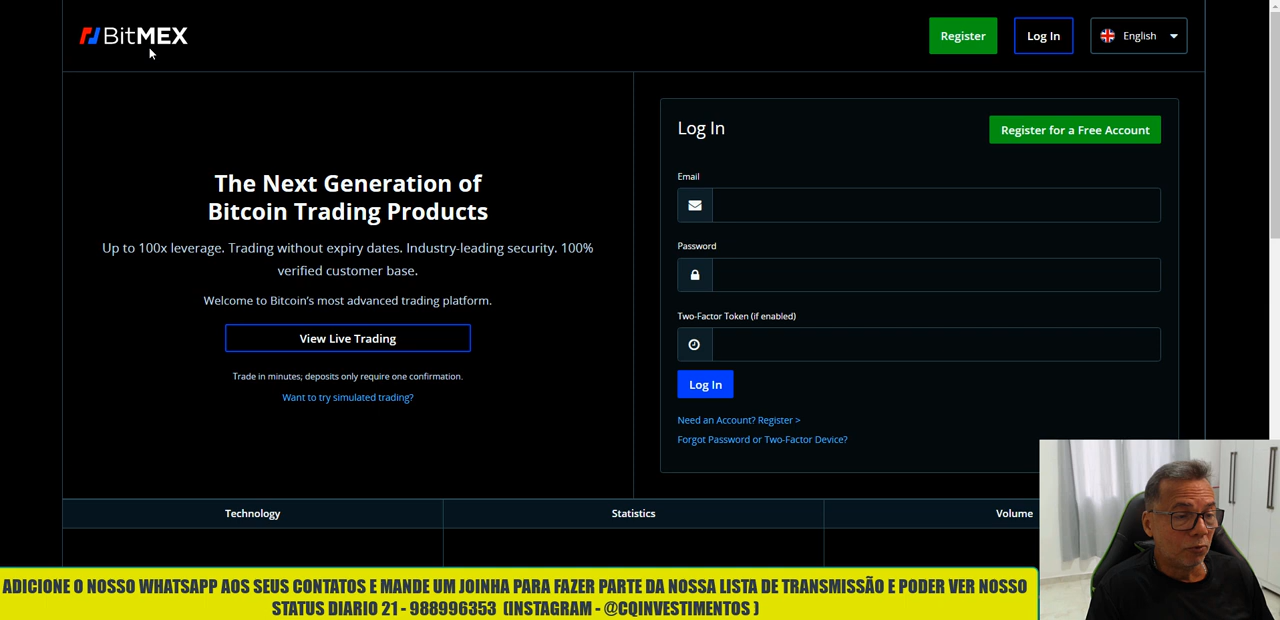 BitMEX
Register
Log In
English
The Next Generation of
Bitcoin Trading Products
Up to 100x leverage. Trading without expiry dates. Industry-leading security. 100%
verified customer base.
Welcome to Bitcoin's most advanced trading platform.
View Live Trading
Trade in minutes; deposits only require one confirmation.
Want to try simulated trading?
Log In
Register for a Free Account
Email
Password
Two-Factor Token (if enabled)
Log In
Need an Account? Register >
Forgot Password or Two-Factor Device?
Technology
Statistics
Volume
ADICIONE O NOSSO WHATSAPP AOS SEUS CONTATOS E MANDE UM JOINHA PARA FAZER PARTE DA NOSSA LISTA DE TRANSMISSÃO E PODER VER NOSSO
STATUS DIARIO 21 - 988996353 (INSTAGRAM - @CQINVESTIMENTOS )